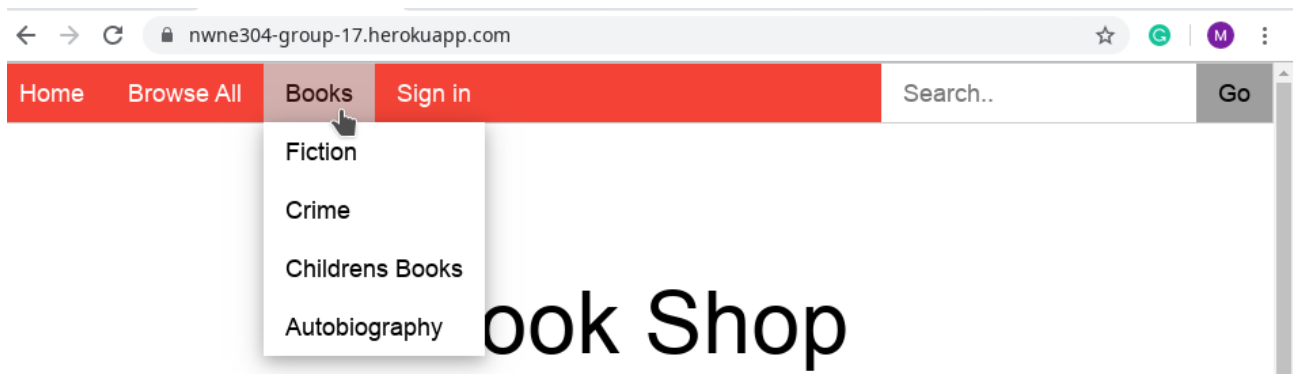 nwne304-group-17.herokuapp.com
G
M
Home Browse All Books Sign in Search.. Go
Fiction
Crime
Childrens Books
Autobiography
ook Shop